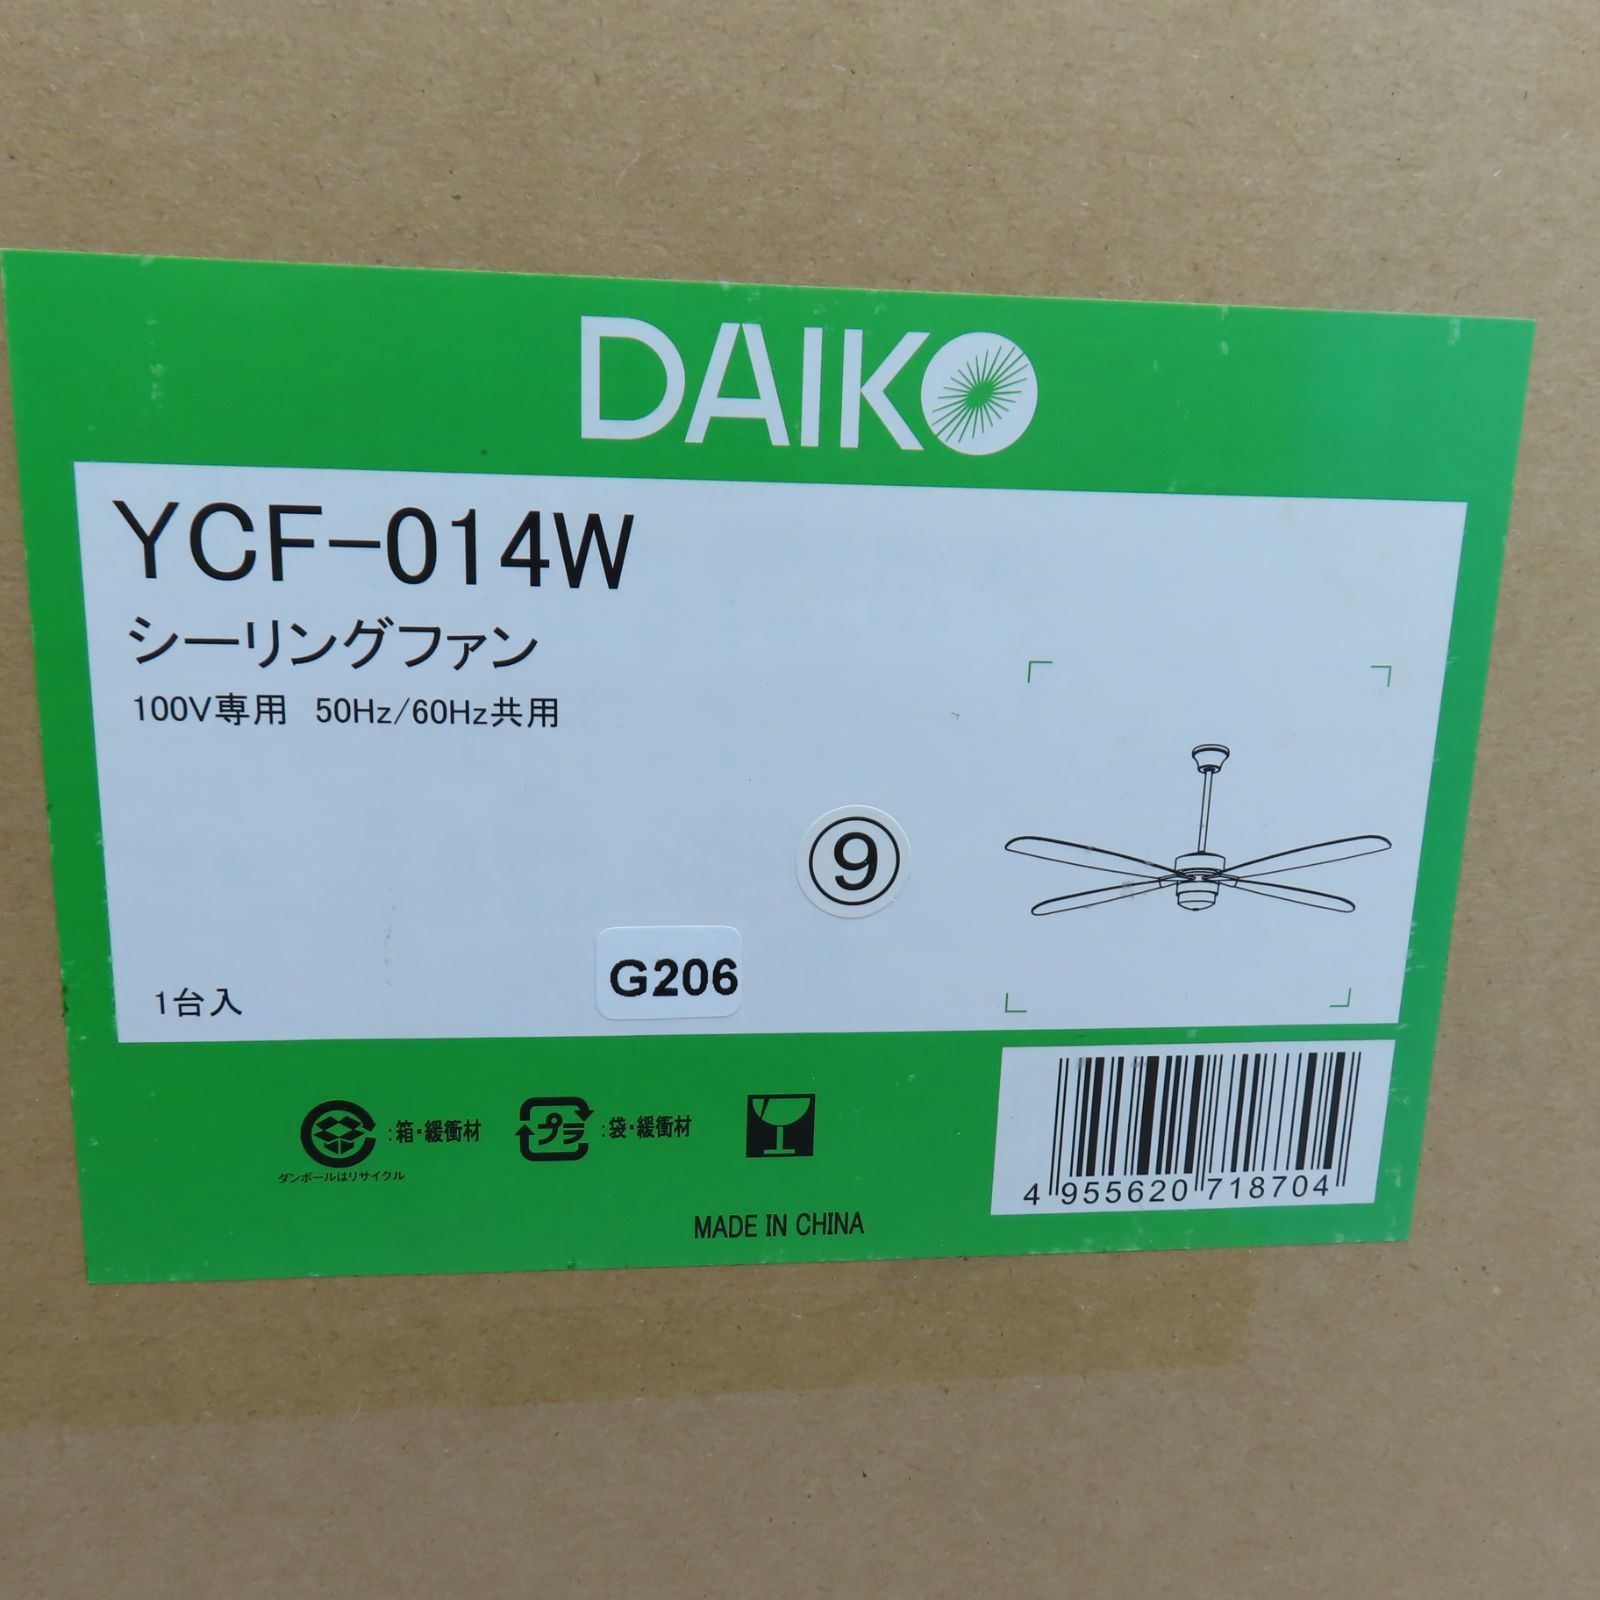 DAIKO
YCF-014W
シーリングファン
100V専用 50Hz/60Hz共用
⑨
G206
1台入
:箱・緩衝材
ダンボールはリサイクル
プラ
:袋・緩衝材
MADE IN CHINA
4 955620 718704